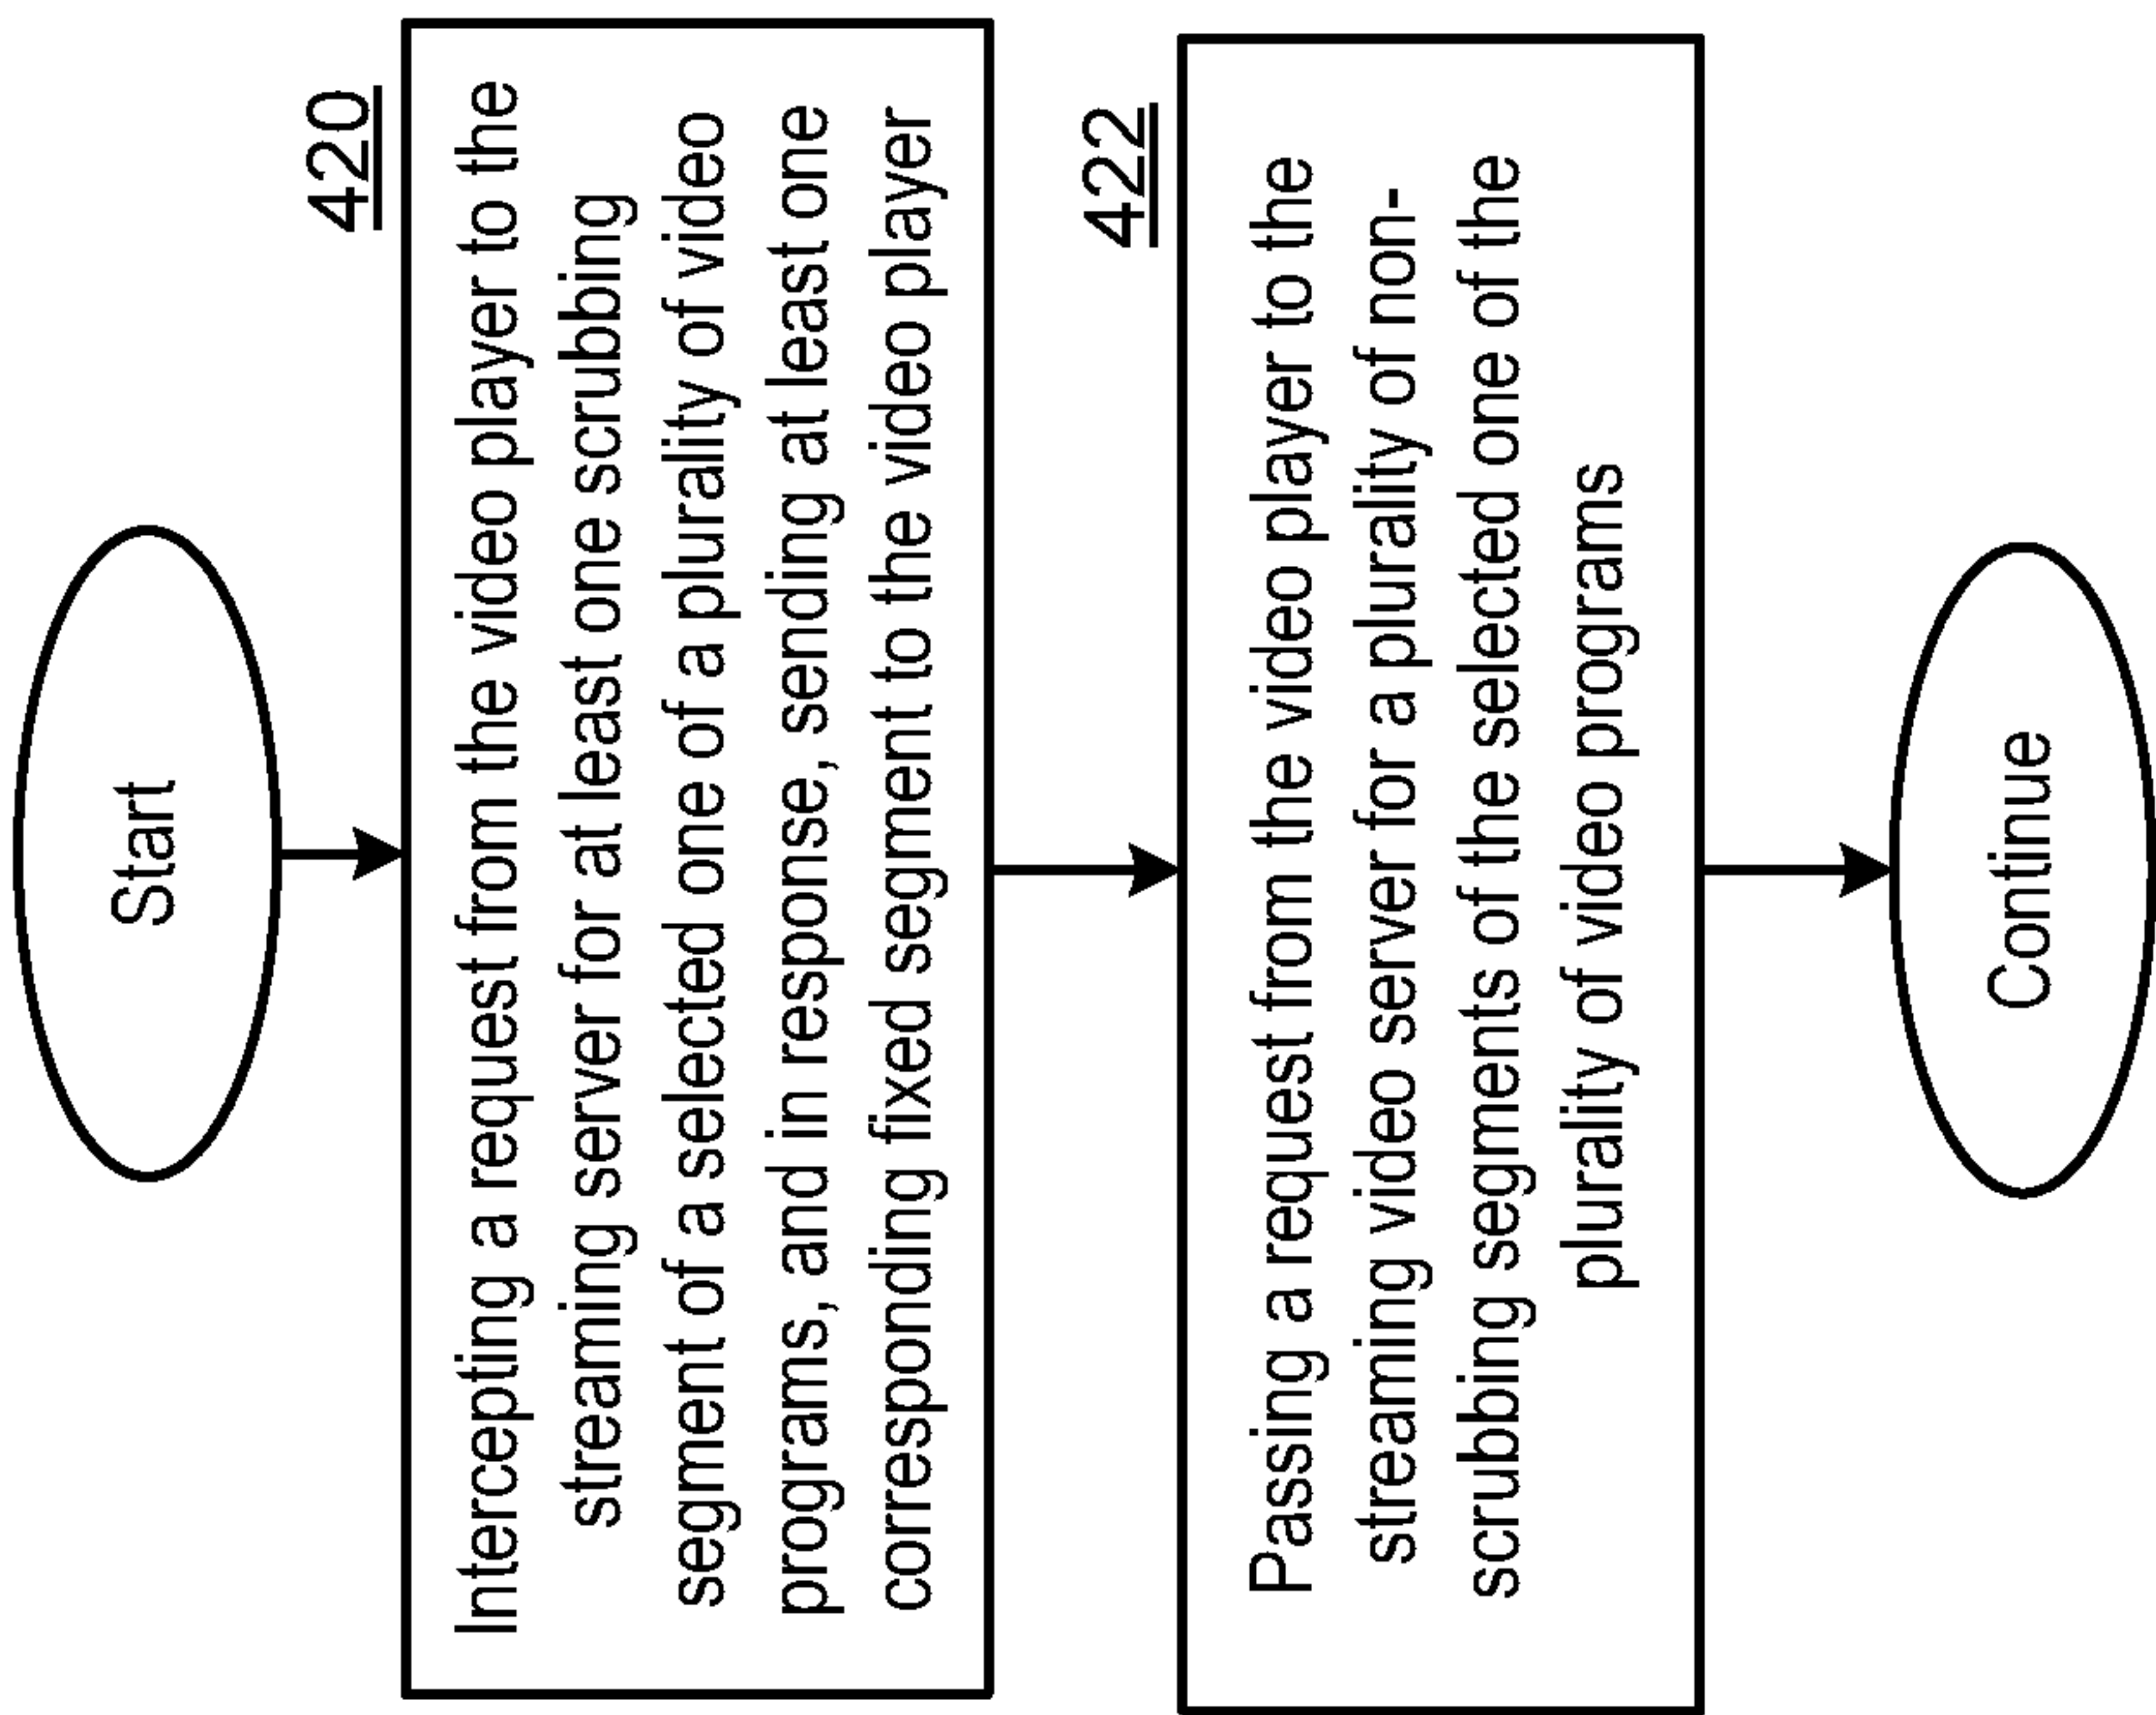 Start
420
Intercepting a request from the video player to the
streaming server for at least one scrubbing
segment of a selected one of a plurality of video
programs, and in response, sending at least one
corresponding fixed segment to the video player
422
Passing a request from the video player to the
streaming video server for a plurality of non-
scrubbing segments of the selected one of the
plurality of video programs
Continue